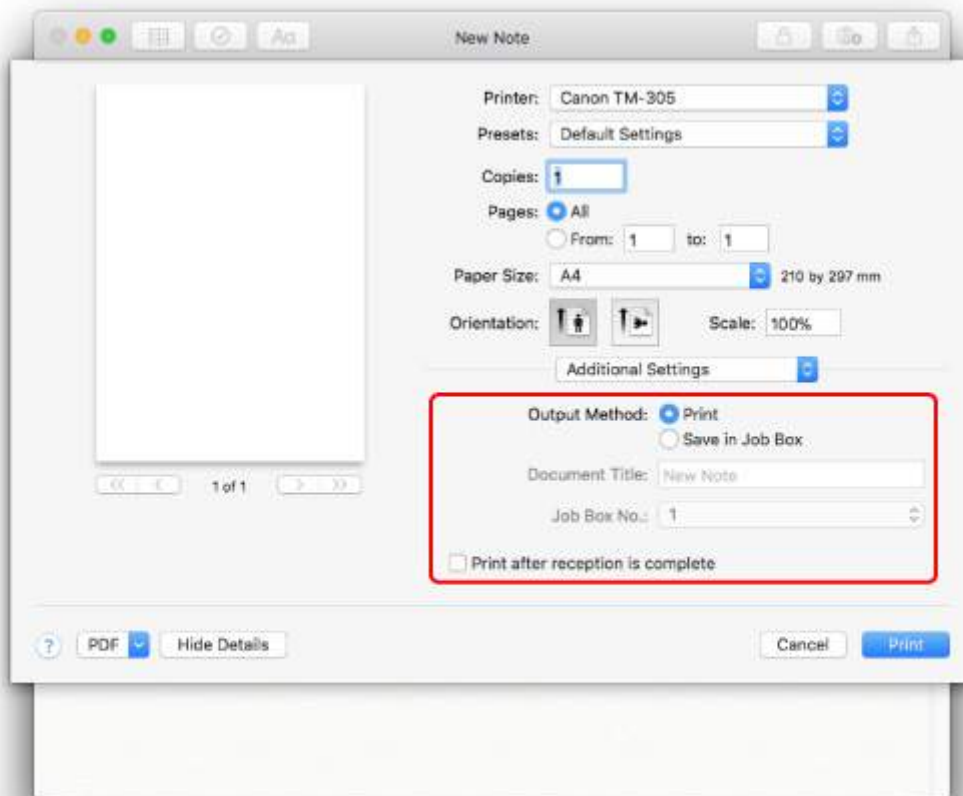 Aa New Note
Printer: Canon TM-305
Presets: Default Settings
Copies: 1
Pages: All
From: 1 to: 1
Paper Size: A4 210 by 297 mm
Orientation: Scale: 100%
Additional Settings
Output Method: Print
Save in Job Box
Document Title: New Note
Job Box No.: 1
Print after reception is complete
1 of 1
? PDF Hide Details Cancel Print